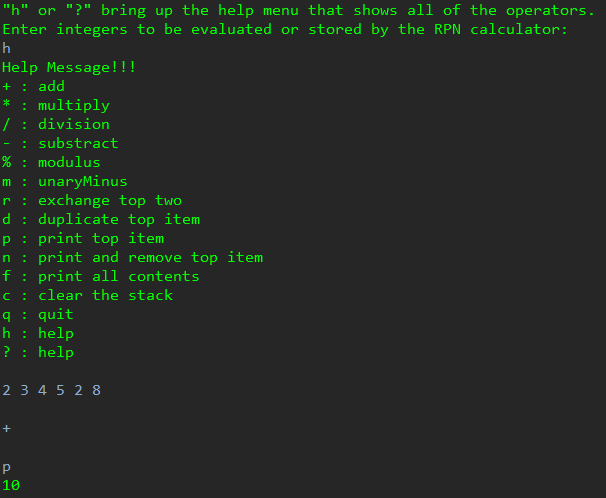 "h" or "?" bring up the help menu that shows all of the operators.
Enter integers to be evaluated or stored by the RPN calculator:
h
Help Message!!!
+ : add
* : multiply
/ : division
- : substract
% : modulus
m : unaryMinus
r : exchange top two
d : duplicate top item
p : print top item
n : print and remove top item
f : print all contents
c : clear the stack
q : quit
h : help
? : help
2 3 4 5 2 8
+
p
10